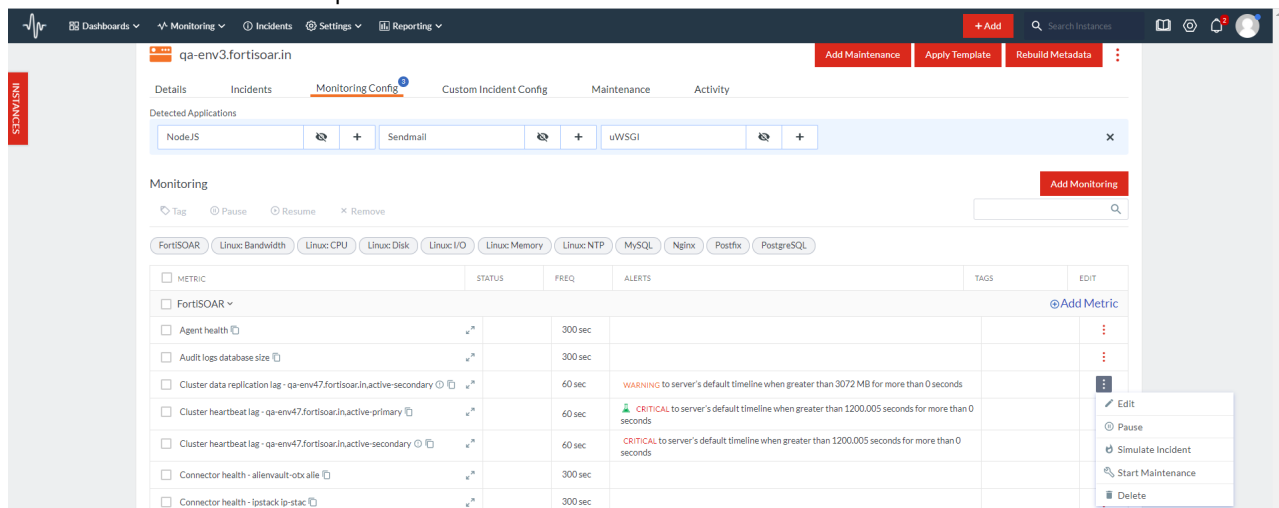 Dashboards Monitoring Incidents Settings Reporting +Add Search Instances 2
qa-env3.fortisoar.in Add Maintenance Apply Template Rebuild Metadata
INSTANCES
Details Incidents Monitoring Config 3 Custom Incident Config Maintenance Activity
Detected Applications
NodeJS + Sendmail + uWSGI + ×
Monitoring Add Monitoring
Tag Pause Resume × Remove
FortiSOAR Linux: Bandwidth Linux: CPU Linux: Disk Linux: I/O Linux: Memory Linux: NTP MySQL Nginx Postfix PostgreSQL
METRIC STATUS FREQ ALERTS TAGS EDIT
FortiSOAR Add Metric
Agent health 300 sec
Audit logs database size 300 sec
Cluster data replication lag - qa-env47.fortisoar.in,active-secondary 60 sec WARNING to server's default timeline when greater than 3072 MB for more than 0 seconds
Edit
Cluster heartbeat lag - qa-env47.fortisoar.in,active-primary 60 sec CRITICAL to server's default timeline when greater than 1200.005 seconds for more than 0
seconds
Pause
Cluster heartbeat lag - qa-env47.fortisoar.in,active-secondary 60 sec CRITICAL to server's default timeline when greater than 1200.005 seconds for more than 0
seconds
Simulate Incident
Connector health - alienvault-otx alie 300 sec
Start Maintenance
Connector health - ipstack ip-stac 300 sec
Delete